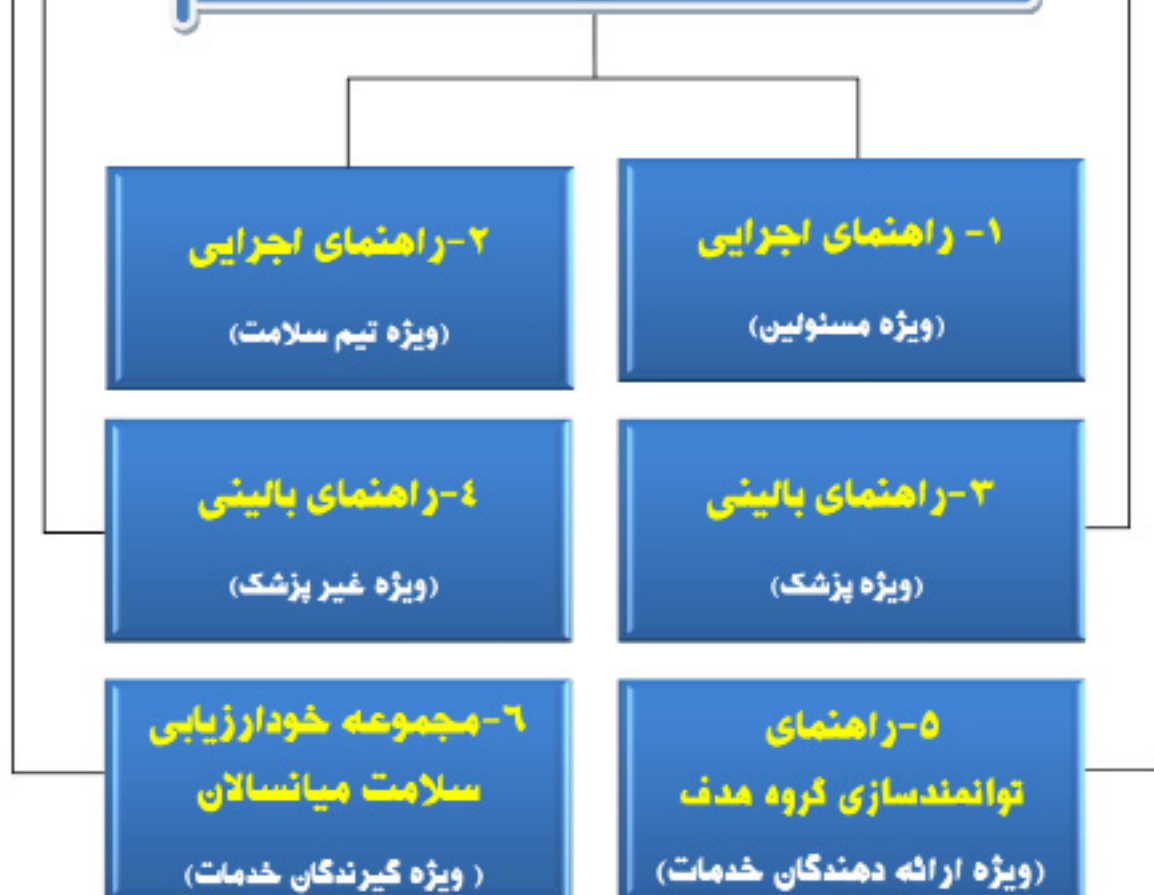 ۱- راهنمای اجرایی
(ویژه مسئولین)
۲-راهنمای اجرایی
(ویژه تیم سلامت)
۳-راهنمای بالینی
(ویژه پزشک)
٤-راهنمای بالینی
(ویژه غیر پزشک)
۵-راهنمای
توانمندسازی گروه هدف
(ویژه ارائه دهندگان خدمات)
٦-مجموعه خودارزیابی
سلامت میانسالان
( ویژه گیرندگان خدمات)